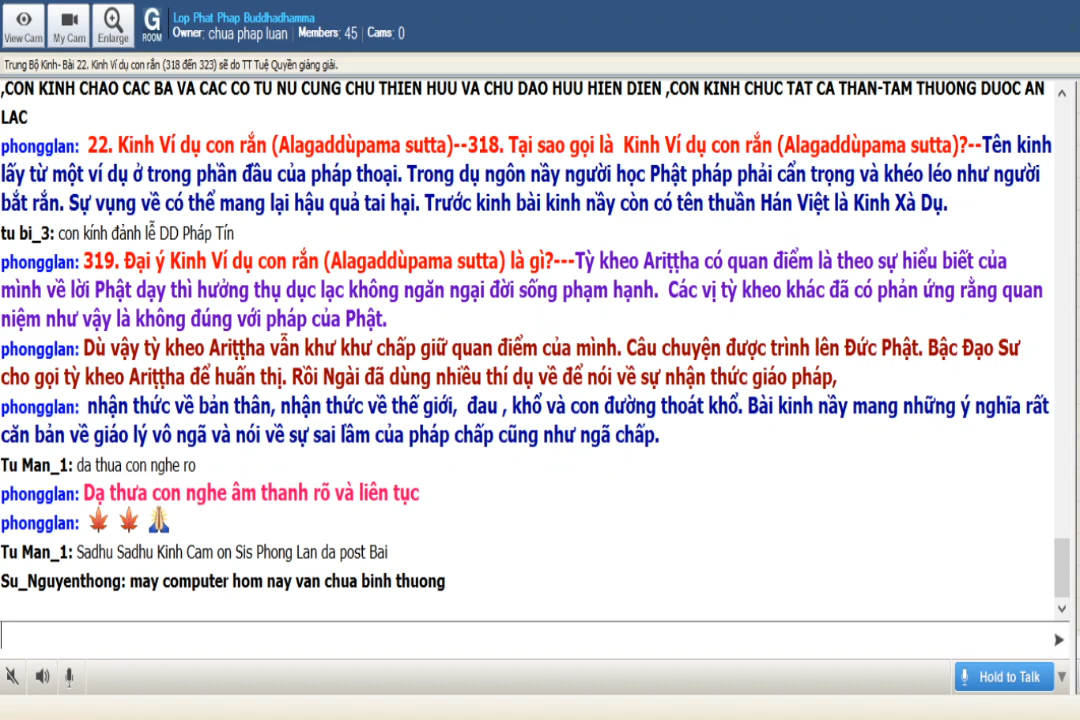 View Cam
My Cam
Enlarge
G
ROOM
Lop Phat Phap Buddhadhamma
Owner: chua phap luan | Members: 45 | Cams: 0
Trung Bộ Kinh- Bài 22. Kinh Ví dụ con rắn (318 đến 323) sẽ do TT Tuệ Quyền giảng giải.
,CON KINH CHAO CAC BA VA CAC CO TU NU CUNG CHU THIEN HUU VA CHU DAO HUU HIEN DIEN ,CON KINH CHUC TAT CA THAN-TAM THUONG DUOC AN
LAC
phongglan: 22. Kinh Ví dụ con rắn (Alagaddùpama sutta)--318. Tại sao gọi là Kinh Ví dụ con rắn (Alagaddùpama sutta)?--Tên kinh
lấy từ một ví dụ ở trong phần đầu của pháp thoại. Trong dụ ngôn nầy người học Phật pháp phải cẩn trọng và khéo léo như người
bắt rắn. Sự vụng về có thể mang lại hậu quả tai hại. Trước kinh bài kinh nầy còn có tên thuần Hán Việt là Kinh Xà Dụ.
tu bi_3: con kính đảnh lễ DD Pháp Tín
phongglan: 319. Đại ý Kinh Ví dụ con rắn (Alagaddùpama sutta) là gì?---Tỳ kheo Ariṭṭha có quan điểm là theo sự hiểu biết của
mình về lời Phật dạy thì hưởng thụ dục lạc không ngăn ngại đời sống phạm hạnh. Các vị tỳ kheo khác đã có phản ứng rằng quan
niệm như vậy là không đúng với pháp của Phật.
phongglan: Dù vậy tỳ kheo Ariṭṭha vẫn khư khư chấp giữ quan điểm của mình. Câu chuyện được trình lên Đức Phật. Bậc Đạo Sư
cho gọi tỳ kheo Ariṭṭha để huấn thị. Rồi Ngài đã dùng nhiều thí dụ về để nói về sự nhận thức giáo pháp,
phongglan: nhận thức về bản thân, nhận thức về thế giới, đau , khổ và con đường thoát khổ. Bài kinh nầy mang những ý nghĩa rất
căn bản về giáo lý vô ngã và nói về sự sai lầm của pháp chấp cũng như ngã chấp.
Tu Man_1: da thua con nghe ro
phongglan: Dạ thưa con nghe âm thanh rõ và liên tục
phongglan:
Tu Man_1: Sadhu Sadhu Kinh Cam on Sis Phong Lan da post Bai
Su_Nguyenthong: may computer hom nay van chua binh thuong
Hold to Talk